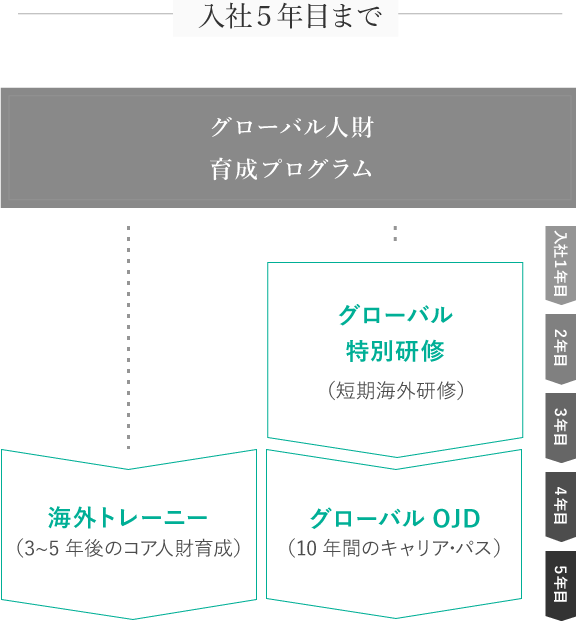 入社5年目まで
グローバル人財
育成プログラム
入社1年目
グローバル
特別研修
（短期海外研修）
2年目
3年目
海外トレーニー
（3~5 年後のコア人財育成）
グローバル OJD
（10 年間のキャリア・パス）
4年目
5年目